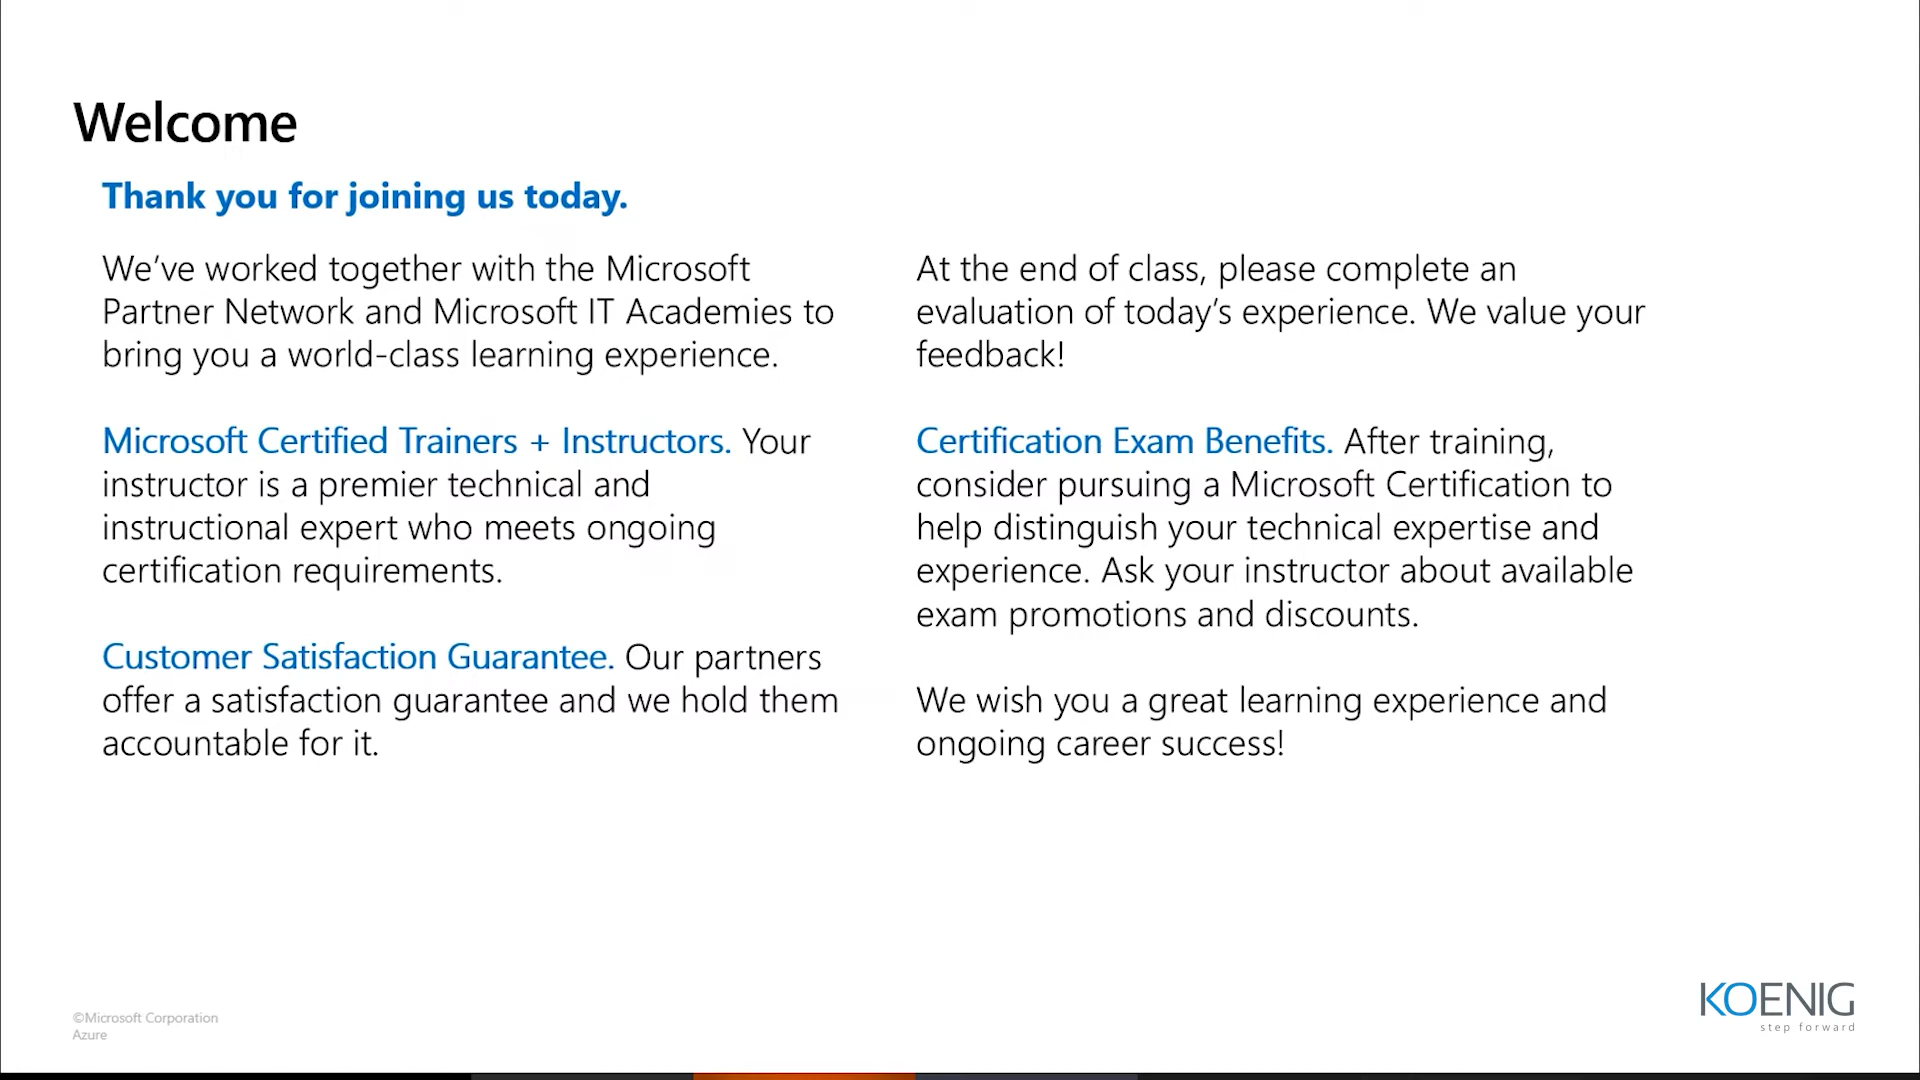 Welcome
Thank you for joining us today.
We’ve worked together with the Microsoft
Partner Network and Microsoft IT Academies to
bring you a world-class learning experience.
Microsoft Certified Trainers + Instructors. Your
instructor is a premier technical and
instructional expert who meets ongoing
certification requirements.
Customer Satisfaction Guarantee. Our partners
offer a satisfaction guarantee and we hold them
accountable for it.
At the end of class, please complete an
evaluation of today’s experience. We value your
feedback!
Certification Exam Benefits. After training,
consider pursuing a Microsoft Certification to
help distinguish your technical expertise and
experience. Ask your instructor about available
exam promotions and discounts.
We wish you a great learning experience and
ongoing career success!
©Microsoft Corporation
Azure
KOENIG
step forward